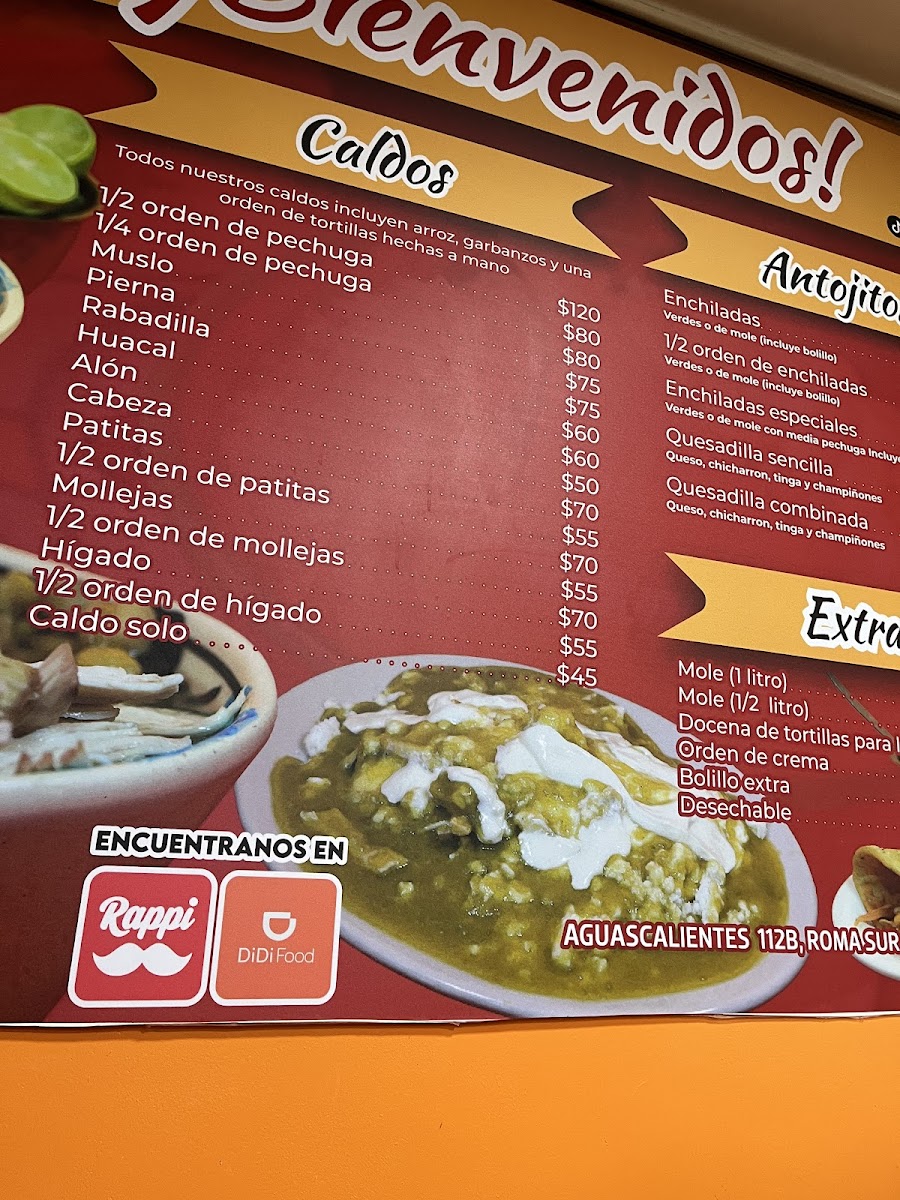 ¡Bienvenidos!
Caldos
Todos nuestros caldos incluyen arroz, garbanzos y una
orden de tortillas hechas a mano
1/2 orden de pechuga $120
1/4 orden de pechuga $80
Muslo $80
Pierna $75
Rabadilla $75
Huacal $60
Alón $60
Cabeza $50
Patitas $70
1/2 orden de patitas $55
Mollejas $70
1/2 orden de mollejas $55
Hígado $70
1/2 orden de hígado $55
Caldo solo $45
Antojito
Enchiladas
Verdes o de mole (incluye bolillo)
1/2 orden de enchiladas
Verdes o de mole (incluye bolillo)
Enchiladas especiales
Verdes o de mole con media pechuga Incluye
Quesadilla sencilla
Queso, chicharron, tinga y champiñones
Quesadilla combinada
Queso, chicharron, tinga y champiñones
Extra
Mole (1 litro)
Mole (1/2 litro)
Docena de tortillas para
Orden de crema
Bolillo extra
Desechable
ENCUENTRANOS EN
Rappi
DiDi Food
AGUASCALIENTES 112B, ROMA SUR